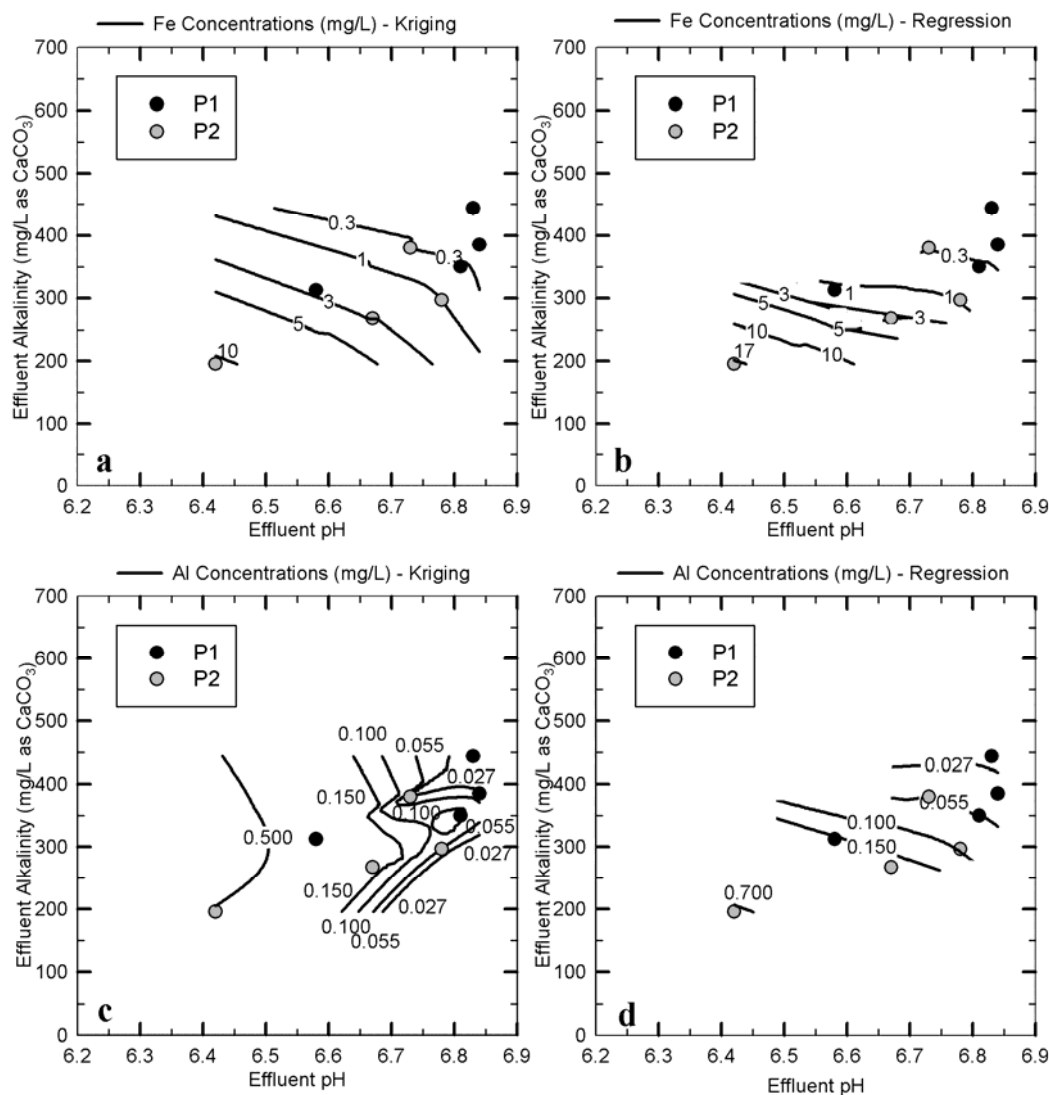 Fe Concentrations (mg/L) - Kriging
700
600
500
400
300
200
100
0
Effluent Alkalinity (mg/L as CaCO₃)
P1
P2
0.3
0.3
1
3
5
10
a
6.2 6.3 6.4 6.5 6.6 6.7 6.8 6.9
Effluent pH
Fe Concentrations (mg/L) - Regression
700
600
500
400
300
200
100
0
Effluent Alkalinity (mg/L as CaCO₃)
P1
P2
0.3
3 1 1
5 3
5
10
17 10
b
6.2 6.3 6.4 6.5 6.6 6.7 6.8 6.9
Effluent pH
Al Concentrations (mg/L) - Kriging
700
600
500
400
300
200
100
0
Effluent Alkalinity (mg/L as CaCO₃)
P1
P2
0.100
0.055
0.027
0.150
0.100
0.500
0.055
0.027
0.150
0.100
0.027
0.055
c
6.2 6.3 6.4 6.5 6.6 6.7 6.8 6.9
Effluent pH
Al Concentrations (mg/L) - Regression
700
600
500
400
300
200
100
0
Effluent Alkalinity (mg/L as CaCO₃)
P1
P2
0.027
0.055
0.100
0.150
0.700
d
6.2 6.3 6.4 6.5 6.6 6.7 6.8 6.9
Effluent pH